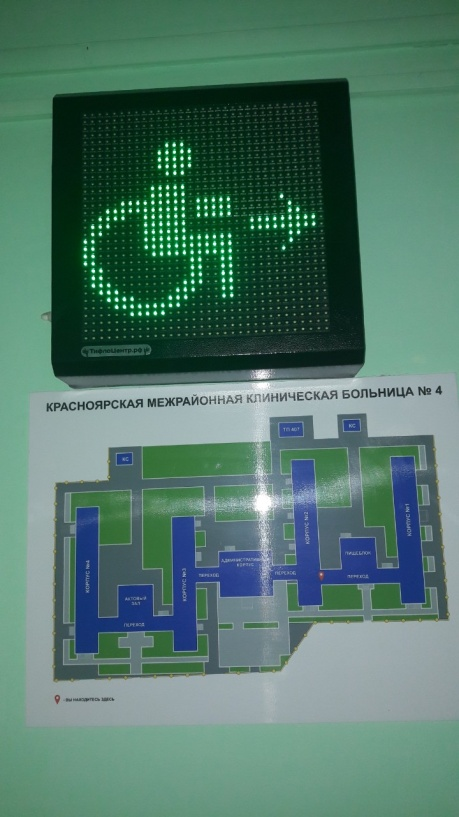 ТифлоЦентр.рф
КРАСНОЯРСКАЯ МЕЖРАЙОННАЯ КЛИНИЧЕСКАЯ БОЛЬНИЦА № 4
ТП 407
КС
КС
КОРПУС №4
КОРПУС №3
АКТОВЫЙ
ЗАЛ
ПЕРЕХОД
ПЕРЕХОД
АДМИНИСТРАТИВНЫЙ
КОРПУС
ПЕРЕХОД
КОРПУС №2
ПИЩЕБЛОК
ПЕРЕХОД
КОРПУС №1
- ВЫ НАХОДИТЕСЬ ЗДЕСЬ